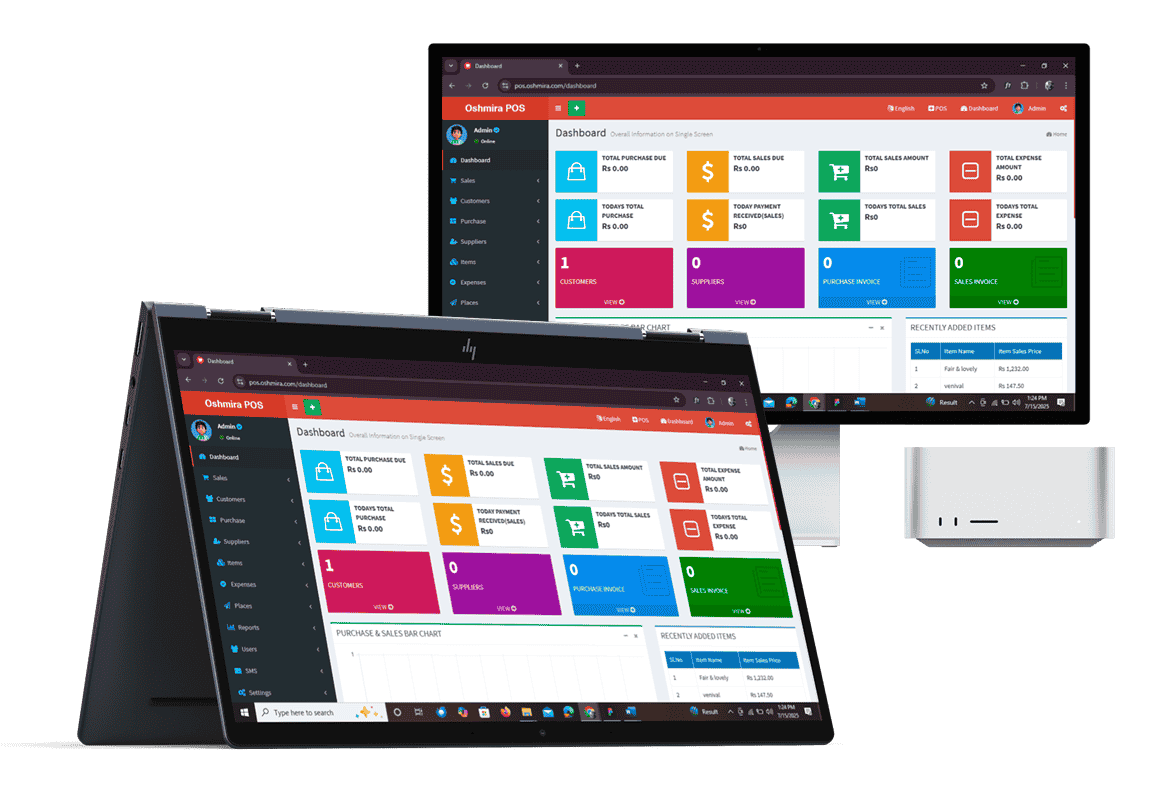 Dashboard
pos.oshmira.com/dashboard
Oshmira POS
English
POS
Dashboard
Admin
Admin
Online
Dashboard
Overall Information on Single Screen
Home
Dashboard
Sales
Customers
Purchase
Suppliers
Items
Expenses
Places
TOTAL PURCHASE DUE
Rs 0.00
TOTAL SALES DUE
Rs 0.00
TOTAL SALES AMOUNT
Rs0
TOTAL EXPENSE
AMOUNT
Rs 0.00
TODAYS TOTAL
PURCHASE
Rs 0.00
TODAY PAYMENT
RECEIVED(SALES)
Rs0
TODAYS TOTAL SALES
Rs0
TODAYS TOTAL
EXPENSE
Rs 0.00
1
CUSTOMERS
VIEW
0
SUPPLIERS
VIEW
0
PURCHASE INVOICE
VIEW
0
SALES INVOICE
VIEW
BAR CHART
RECENTLY ADDED ITEMS
Sl.No Item Name Item Sales Price
1 Fair & lovely Rs 1,232.00
2 venival Rs 147.50
Result
1:24 PM
7/15/2025
hp
Dashboard
pos.oshmira.com/dashboard
Oshmira POS
English
POS
Dashboard
Admin
Admin
Online
Dashboard
Overall Information on Single Screen
Home
Dashboard
Sales
Customers
Purchase
Suppliers
Items
Expenses
Places
Reports
Users
SMS
Settings
TOTAL PURCHASE DUE
Rs 0.00
TOTAL SALES DUE
Rs 0.00
TOTAL SALES AMOUNT
Rs0
TOTAL EXPENSE
AMOUNT
Rs 0.00
TODAYS TOTAL
PURCHASE
Rs 0.00
TODAY PAYMENT
RECEIVED(SALES)
Rs0
TODAYS TOTAL SALES
Rs0
TODAYS TOTAL
EXPENSE
Rs 0.00
1
CUSTOMERS
VIEW
0
SUPPLIERS
VIEW
0
PURCHASE INVOICE
VIEW
0
SALES INVOICE
VIEW
PURCHASE & SALES BAR CHART
1
RECENTLY ADDED ITEMS
Sl.No Item Name Item Sales Price
1 Fair & lovely Rs 1,232.00
2 venival Rs 147.50
Type here to search
Result
1:24 PM
7/15/2025